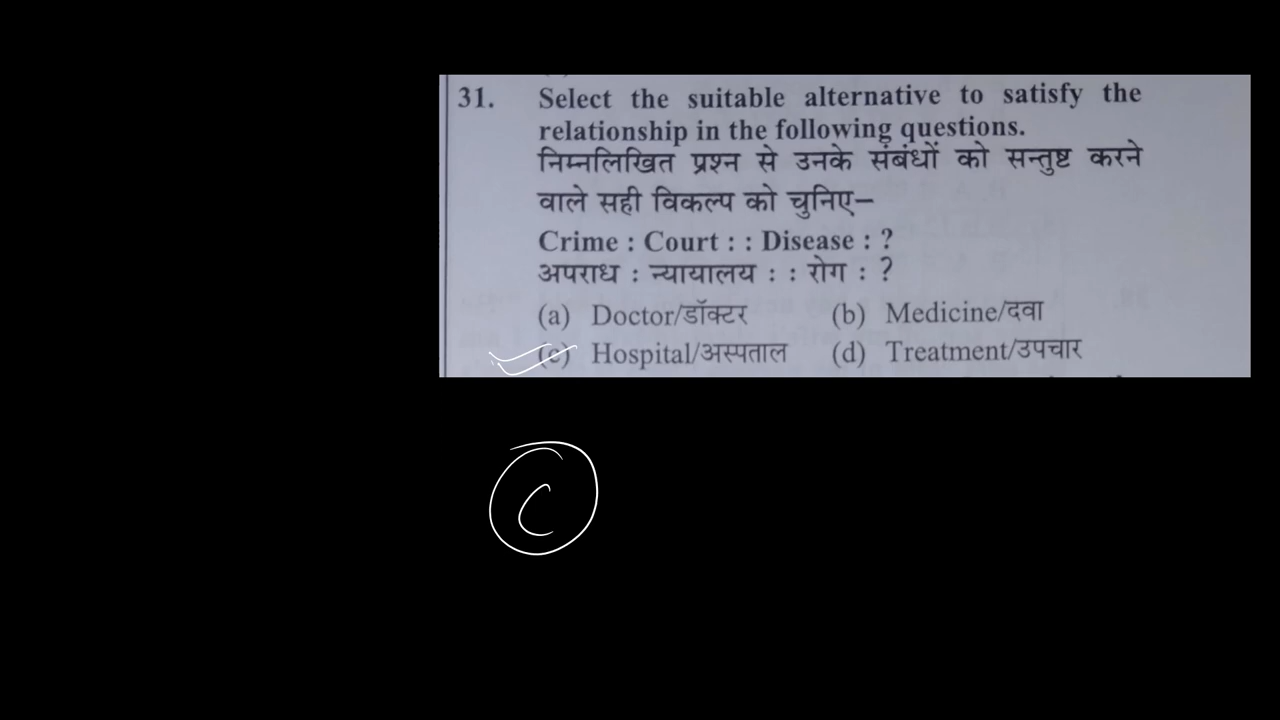 31. Select the suitable alternative to satisfy the
relationship in the following questions.
निम्नलिखित प्रश्न से उनके संबंधों को सन्तुष्ट करने
वाले सही विकल्प को चुनिए–
Crime : Court : : Disease : ?
अपराध : न्यायालय : : रोग : ?
(a) Doctor/डॉक्टर (b) Medicine/दवा
(c) Hospital/अस्पताल (d) Treatment/उपचार
C